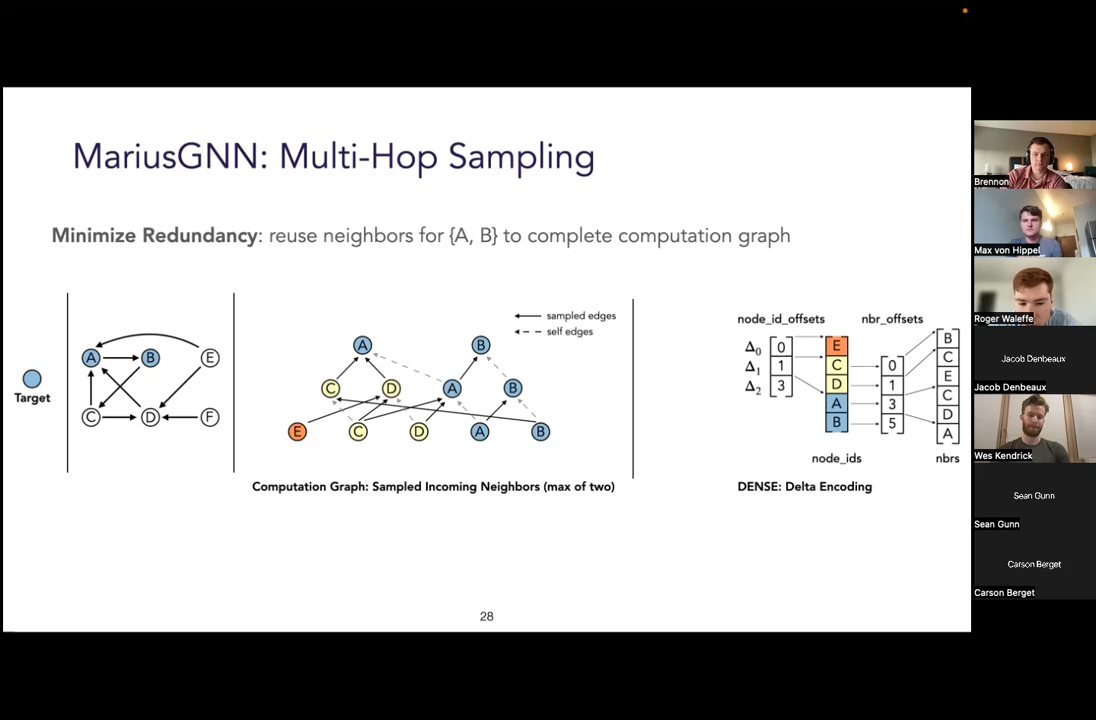 MariusGNN: Multi-Hop Sampling
Minimize Redundancy: reuse neighbors for {A, B} to complete computation graph
Target
A B E
C D F
sampled edges
self edges
A B
C D A B
E C D A B
Computation Graph: Sampled Incoming Neighbors (max of two)
node_id_offsets
nbr_offsets
Δ0 0
Δ1 1
Δ2 3
E
C
D
A
B
0
1
3
5
B
C
E
C
D
A
node_ids
nbrs
DENSE: Delta Encoding
28
Brennon
Max von Hippel
Roger Waleffe
Jacob Denbeaux
Jacob Denbeaux
Wes Kendrick
Sean Gunn
Sean Gunn
Carson Berget
Carson Berget